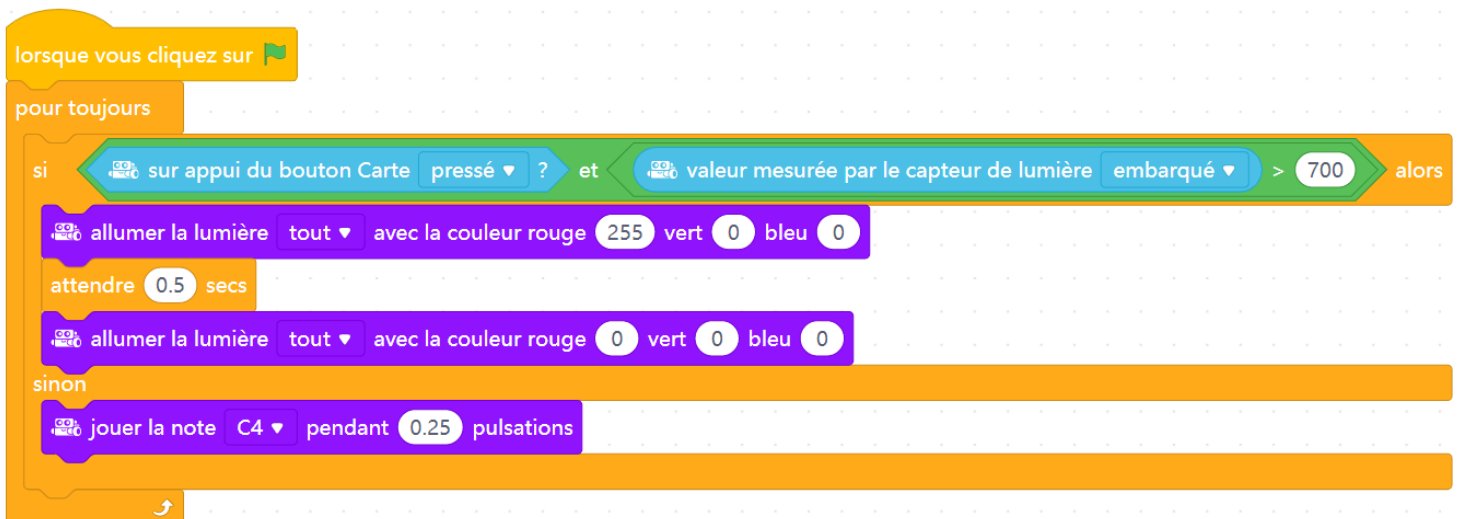 lorsque vous cliquez sur
pour toujours
si sur appui du bouton Carte pressé ? et valeur mesurée par le capteur de lumière embarqué > 700 alors
allumer la lumière tout avec la couleur rouge 255 vert 0 bleu 0
attendre 0.5 secs
allumer la lumière tout avec la couleur rouge 0 vert 0 bleu 0
sinon
jouer la note C4 pendant 0.25 pulsations